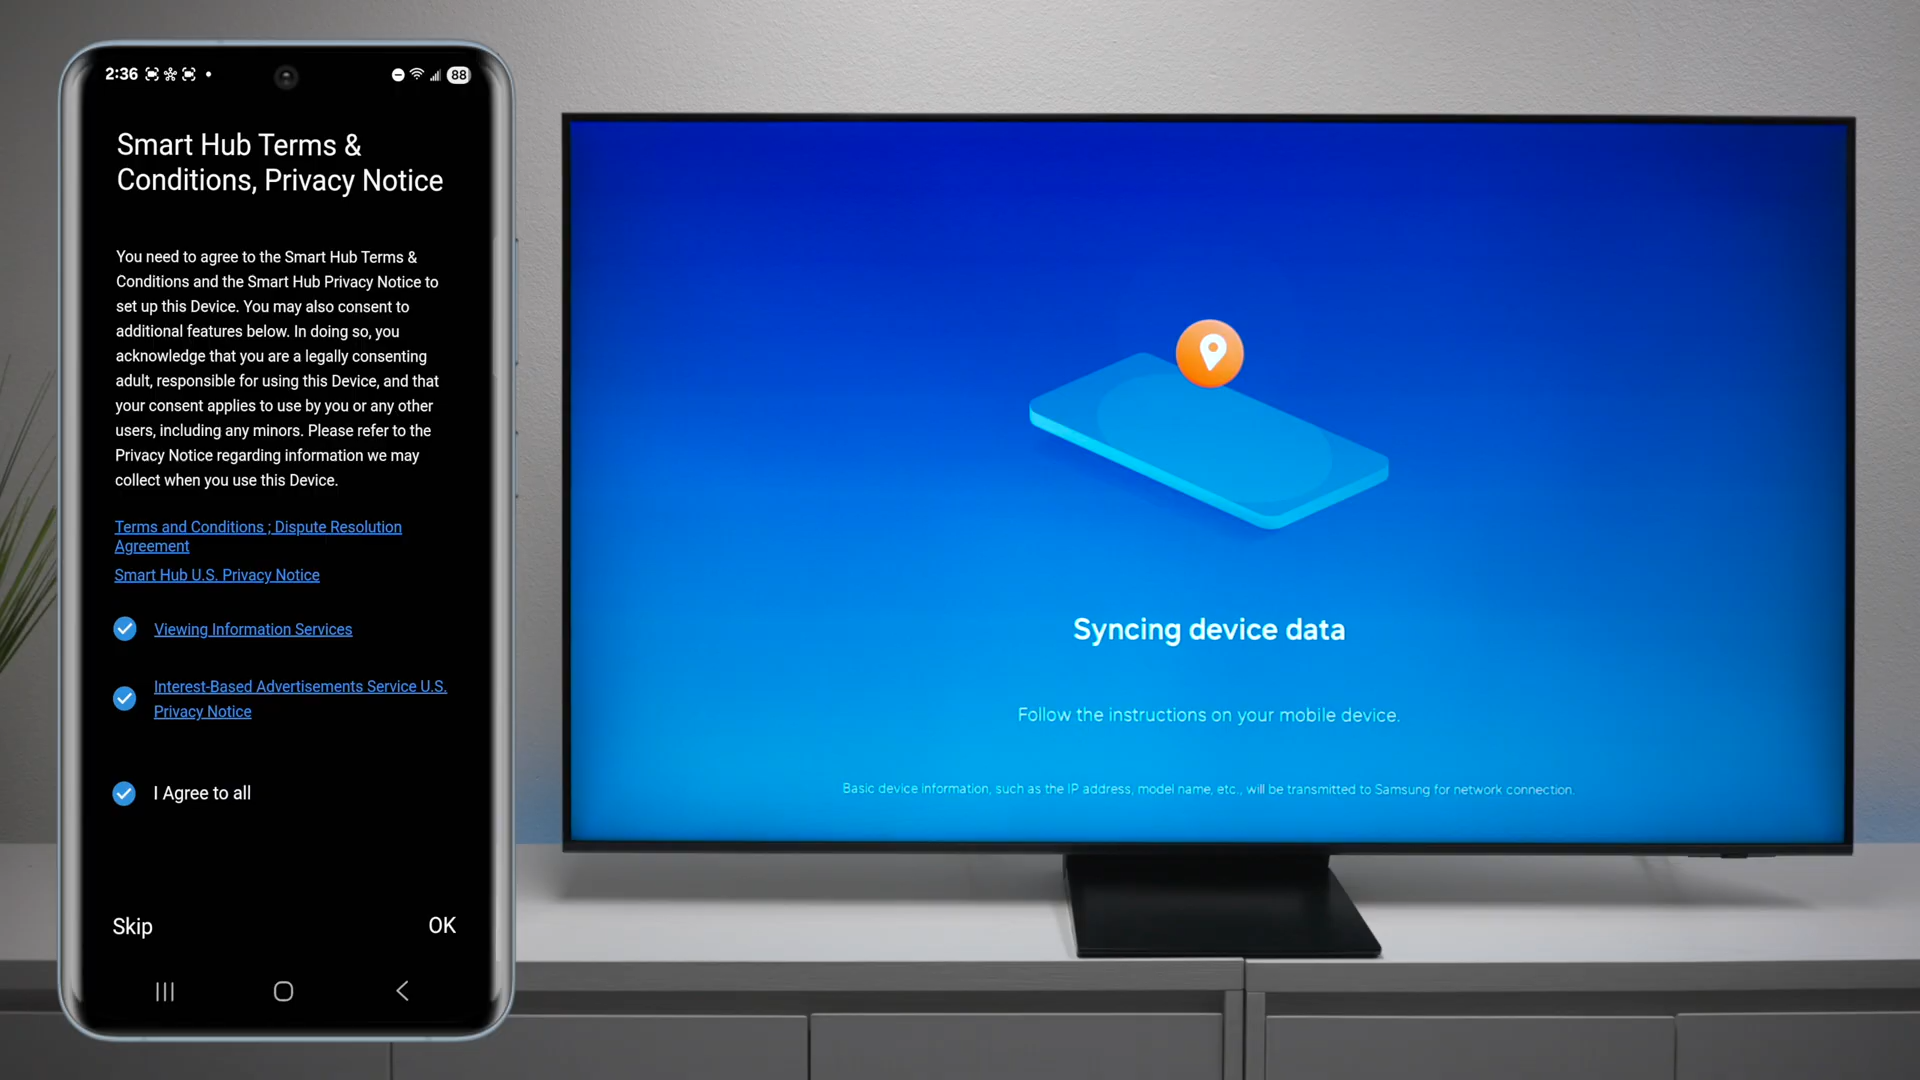 2:36
88
Smart Hub Terms &
Conditions, Privacy Notice
You need to agree to the Smart Hub Terms &
Conditions and the Smart Hub Privacy Notice to
set up this Device. You may also consent to
additional features below. In doing so, you
acknowledge that you are a legally consenting
adult, responsible for using this Device, and that
your consent applies to use by you or any other
users, including any minors. Please refer to the
Privacy Notice regarding information we may
collect when you use this Device.
Terms and Conditions ; Dispute Resolution
Agreement
Smart Hub U.S. Privacy Notice
Viewing Information Services
Interest-Based Advertisements Service U.S.
Privacy Notice
I Agree to all
Skip
OK
Syncing device data
Follow the instructions on your mobile device.
Basic device information, such as the IP address, model name, etc., will be transmitted to Samsung for network connection.